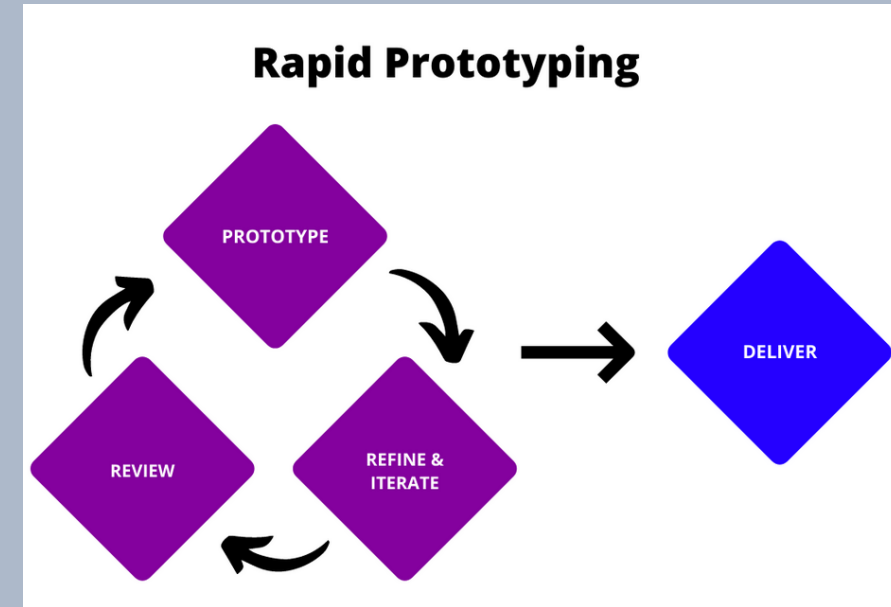 Rapid Prototyping
PROTOTYPE
DELIVER
REVIEW
REFINE &
ITERATE